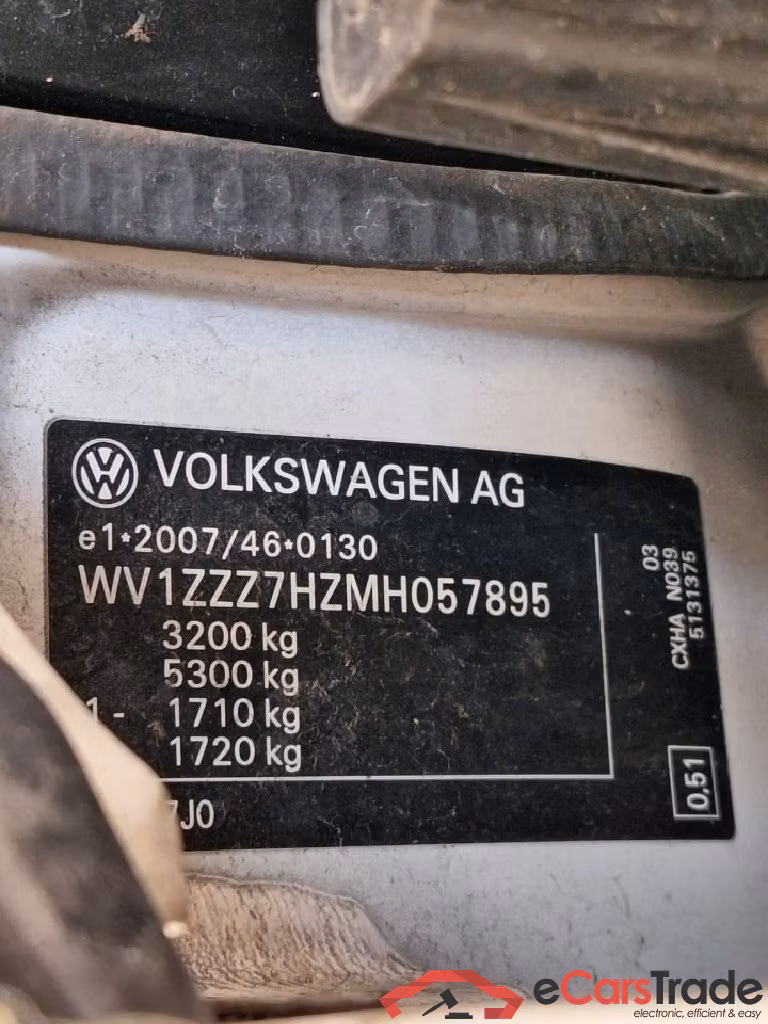 VOLKSWAGEN AG
e1*2007/46*0130
WV1ZZZ7HZMH057895
3200 kg
5300 kg
1- 1710 kg
1720 kg
7J0
03
CXHA N039
5131375
0.51
eCarsTrade
electronic, efficient & easy